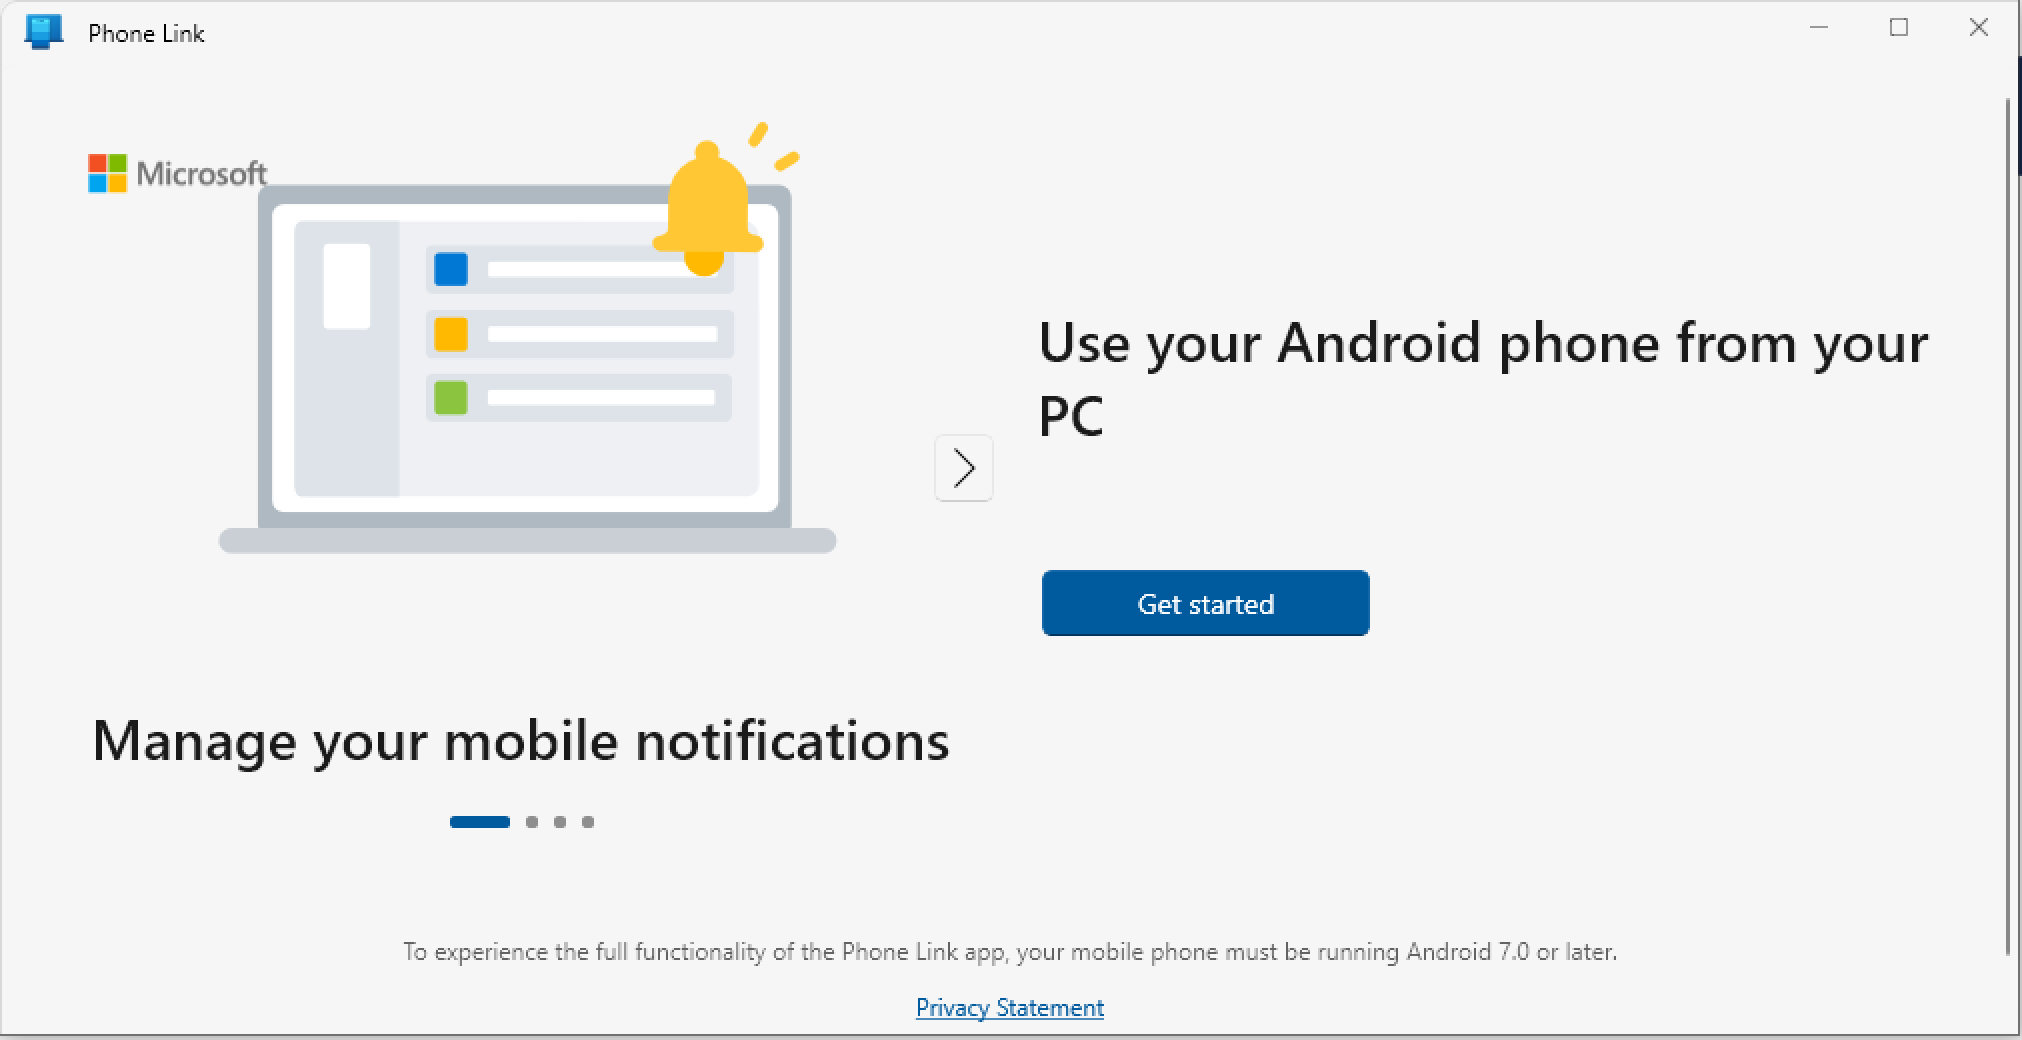 Phone Link
Microsoft
Use your Android phone from your
PC
Get started
Manage your mobile notifications
To experience the full functionality of the Phone Link app, your mobile phone must be running Android 7.0 or later.
Privacy Statement